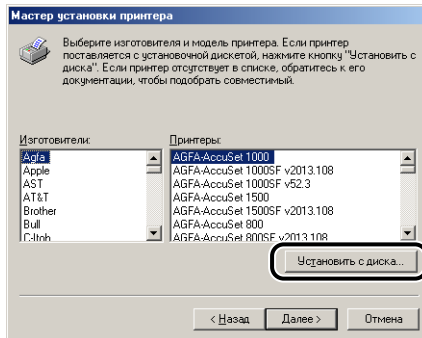 Мастер установки принтера
Выберите изготовителя и модель принтера. Если принтер
поставляется с установочной дискетой, нажмите кнопку "Установить с
диска". Если принтер отсутствует в списке, обратитесь к его
документации, чтобы подобрать совместимый.
Изготовители:
Agfa
Apple
AST
AT&T
Brother
Bull
C-Itoh
Принтеры:
AGFA-AccuSet 1000
AGFA-AccuSet 1000SF v2013.108
AGFA-AccuSet 1000SF v52.3
AGFA-AccuSet 1500
AGFA-AccuSet 1500SF v2013.108
AGFA-AccuSet 800
AGFA-AccuSet 800SF v2013.108
Установить с диска...
< Назад
Далее >
Отмена